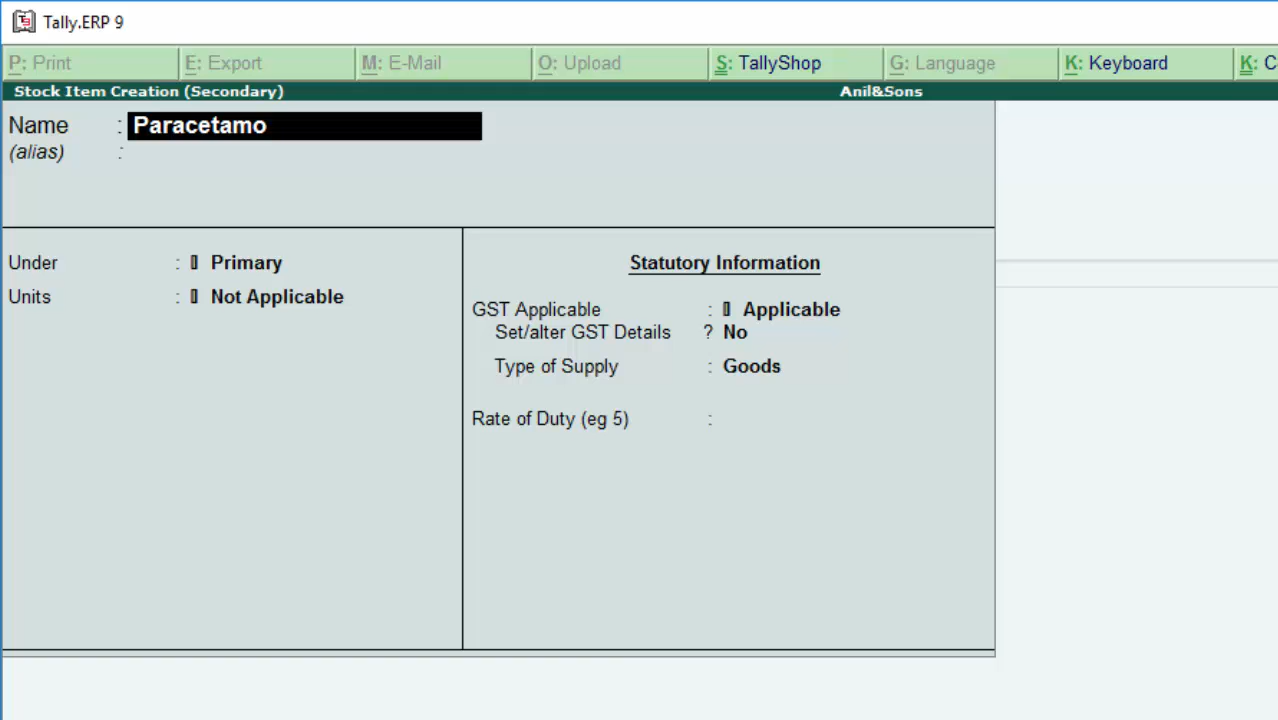 Tally.ERP 9
P: Print E: Export M: E-Mail O: Upload S: TallyShop G: Language K: Keyboard K: C
Stock Item Creation (Secondary) Anil&Sons
Name : Paracetamo
(alias) :
Under : Primary
Units : Not Applicable
Statutory Information
GST Applicable : Applicable
Set/alter GST Details ? No
Type of Supply : Goods
Rate of Duty (eg 5) :